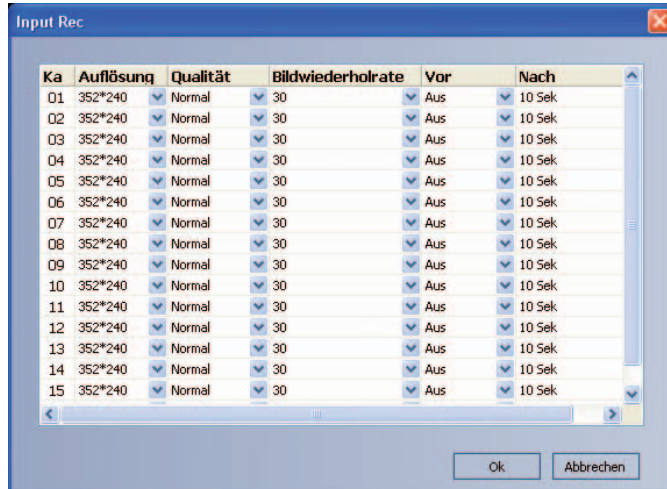 Input Rec
Ka Auflösung Qualität Bildwiederholrate Vor Nach
01 352*240 Normal 30 Aus 10 Sek
02 352*240 Normal 30 Aus 10 Sek
03 352*240 Normal 30 Aus 10 Sek
04 352*240 Normal 30 Aus 10 Sek
05 352*240 Normal 30 Aus 10 Sek
06 352*240 Normal 30 Aus 10 Sek
07 352*240 Normal 30 Aus 10 Sek
08 352*240 Normal 30 Aus 10 Sek
09 352*240 Normal 30 Aus 10 Sek
10 352*240 Normal 30 Aus 10 Sek
11 352*240 Normal 30 Aus 10 Sek
12 352*240 Normal 30 Aus 10 Sek
13 352*240 Normal 30 Aus 10 Sek
14 352*240 Normal 30 Aus 10 Sek
15 352*240 Normal 30 Aus 10 Sek
Ok Abbrechen